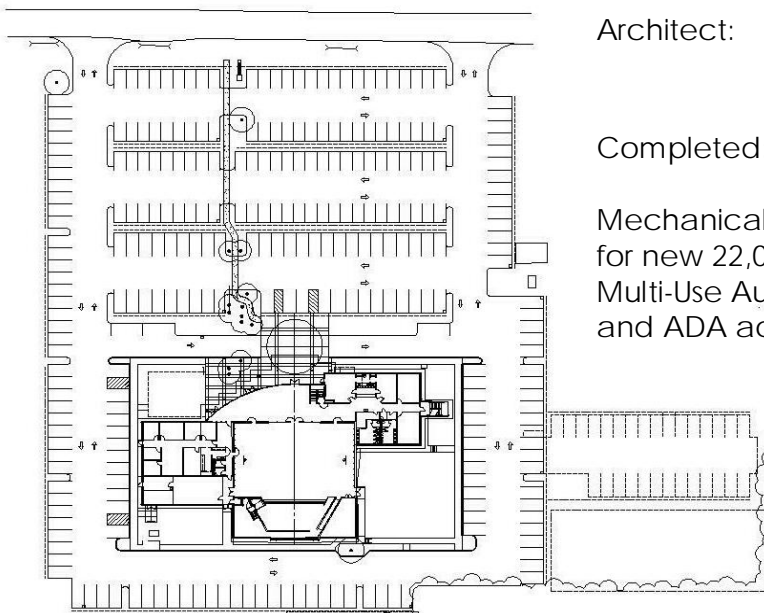 Architect:
Completed
Mechanical
for new 22,0
Multi-Use Au
and ADA ac